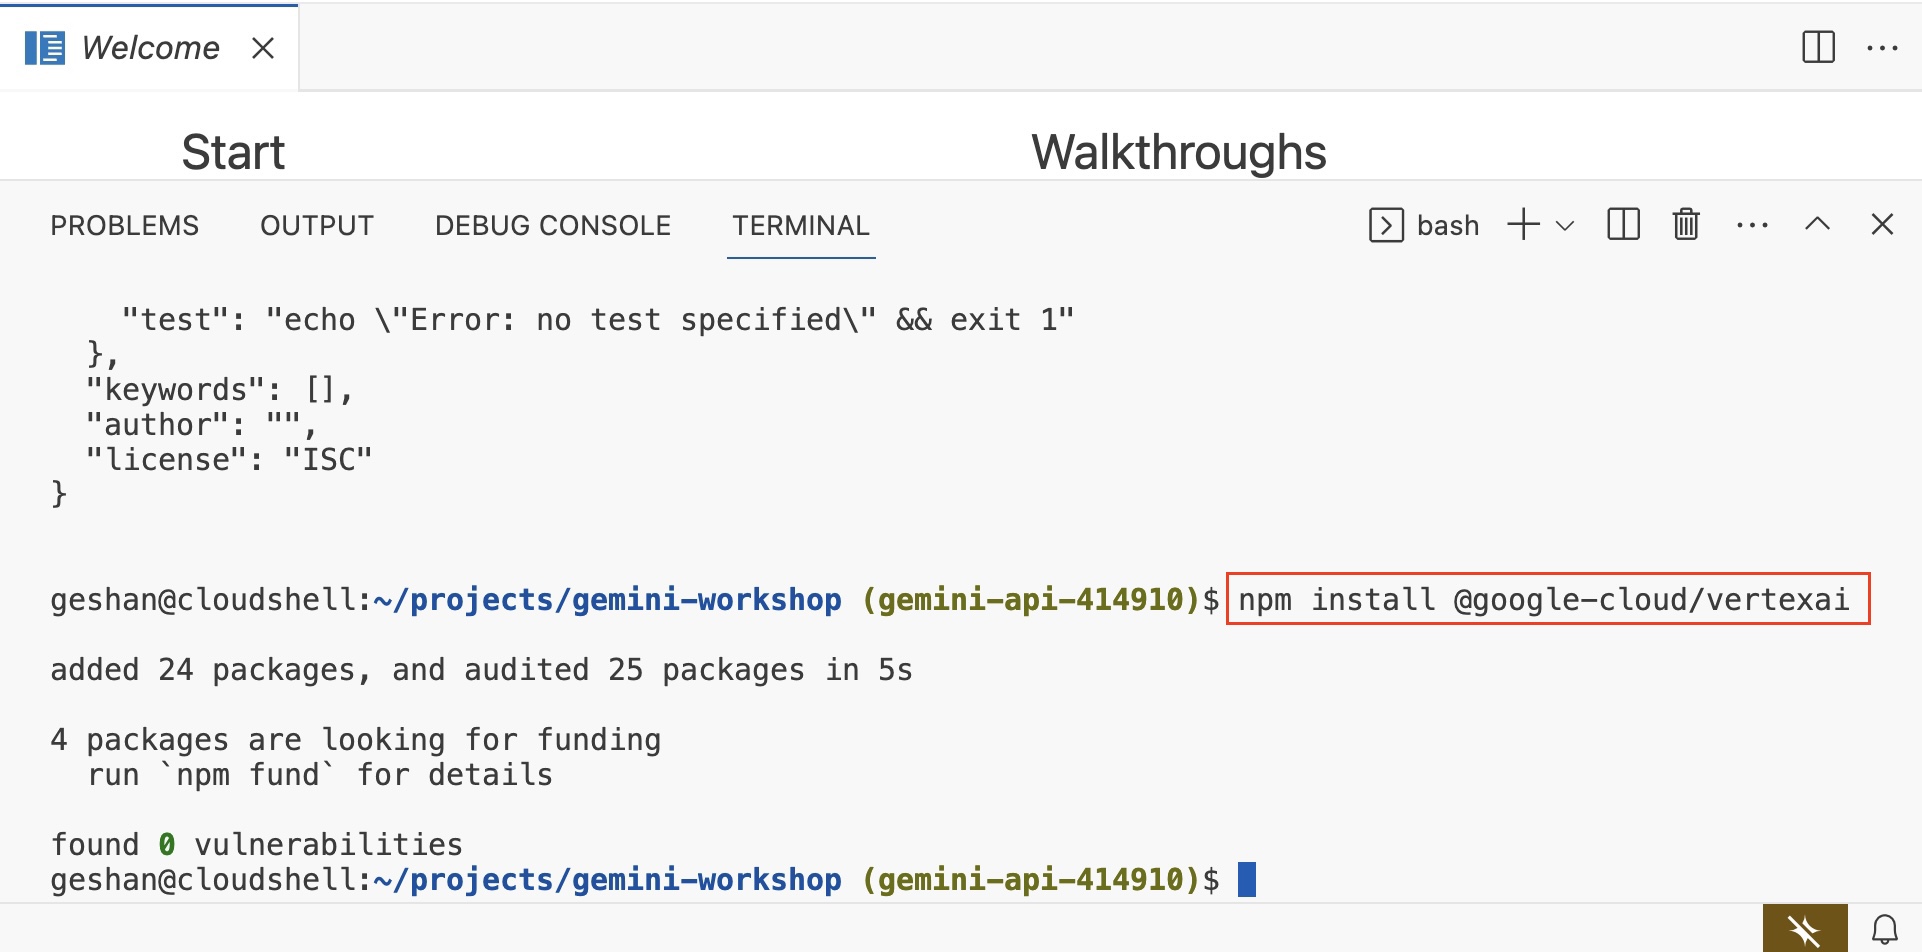 Welcome
Start
Walkthroughs
PROBLEMS OUTPUT DEBUG CONSOLE TERMINAL bash
"test": "echo \"Error: no test specified\" && exit 1"
},
"keywords": [],
"author": "",
"license": "ISC"
}
geshan@cloudshell:~/projects/gemini-workshop (gemini-api-414910)$ npm install @google-cloud/vertexai
added 24 packages, and audited 25 packages in 5s
4 packages are looking for funding
run `npm fund` for details
found 0 vulnerabilities
geshan@cloudshell:~/projects/gemini-workshop (gemini-api-414910)$